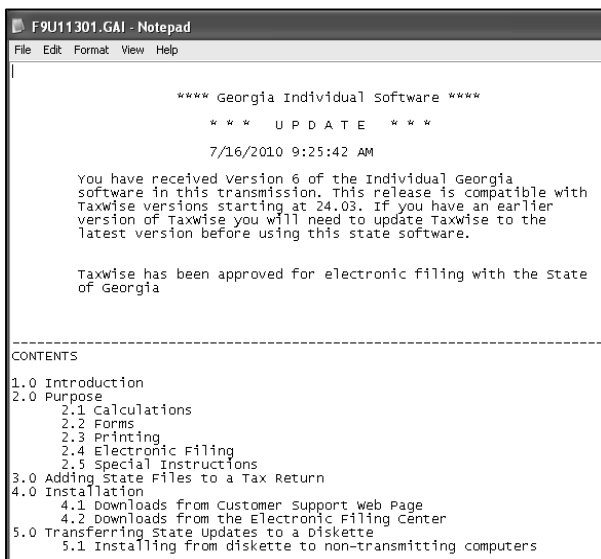 F9U11301.GAI - Notepad
File Edit Format View Help
**** Georgia Individual Software ****
* * * U P D A T E * * *
7/16/2010 9:25:42 AM
You have received Version 6 of the Individual Georgia
software in this transmission. This release is compatible with
TaxWise versions starting at 24.03. If you have an earlier
version of TaxWise you will need to update TaxWise to the
latest version before using this state software.
TaxWise has been approved for electronic filing with the State
of Georgia
--------------------------------------------------------------------------------
CONTENTS
1.0 Introduction
2.0 Purpose
2.1 Calculations
2.2 Forms
2.3 Printing
2.4 Electronic Filing
2.5 Special Instructions
3.0 Adding State Files to a Tax Return
4.0 Installation
4.1 Downloads from Customer Support Web Page
4.2 Downloads from the Electronic Filing Center
5.0 Transferring State Updates to a Diskette
5.1 Installing from diskette to non-transmitting computers